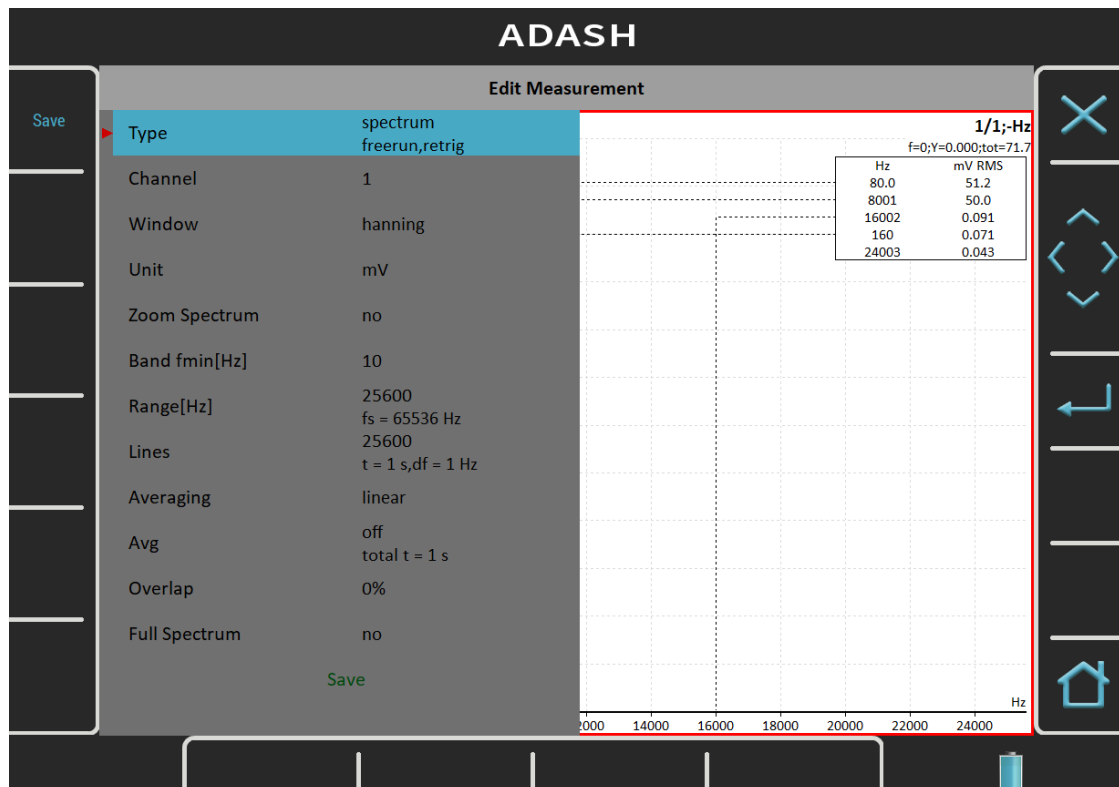 ADASH
Edit Measurement
Save
Type spectrum
freerun,retrig
Channel 1
Window hanning
Unit mV
Zoom Spectrum no
Band fmin[Hz] 10
Range[Hz] 25600
fs = 65536 Hz
Lines 25600
t = 1 s,df = 1 Hz
Averaging linear
Avg off
total t = 1 s
Overlap 0%
Full Spectrum no
Save
1/1;-Hz
f=0;Y=0.000;tot=71.7
Hz mV RMS
80.0 51.2
8001 50.0
16002 0.091
160 0.071
24003 0.043
Hz
2000 14000 16000 18000 20000 22000 24000